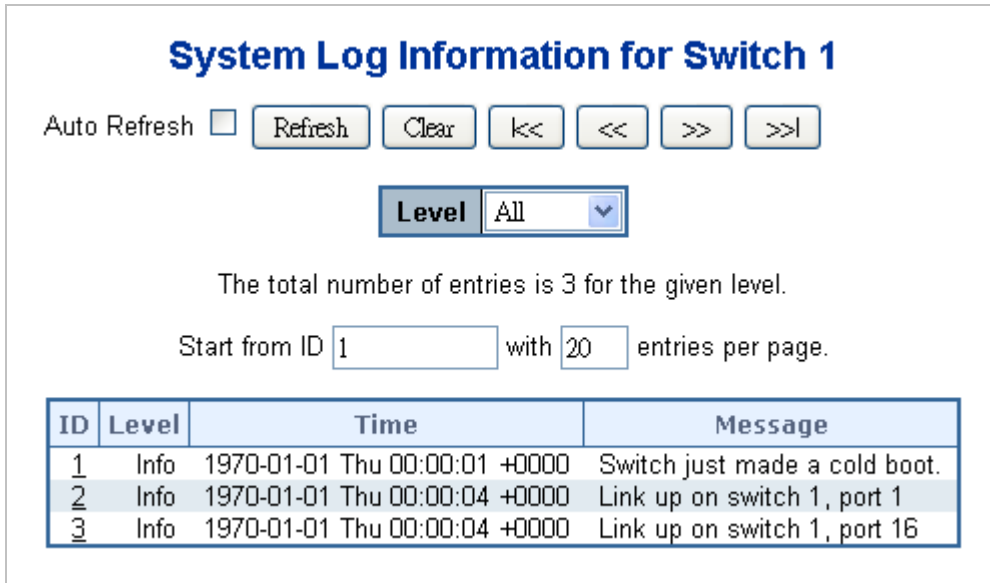 System Log Information for Switch 1
Auto Refresh Refresh Clear |<< << >> >>|
Level All
The total number of entries is 3 for the given level.
Start from ID 1 with 20 entries per page.
ID Level Time Message
1 Info 1970-01-01 Thu 00:00:01 +0000 Switch just made a cold boot.
2 Info 1970-01-01 Thu 00:00:04 +0000 Link up on switch 1, port 1
3 Info 1970-01-01 Thu 00:00:04 +0000 Link up on switch 1, port 16